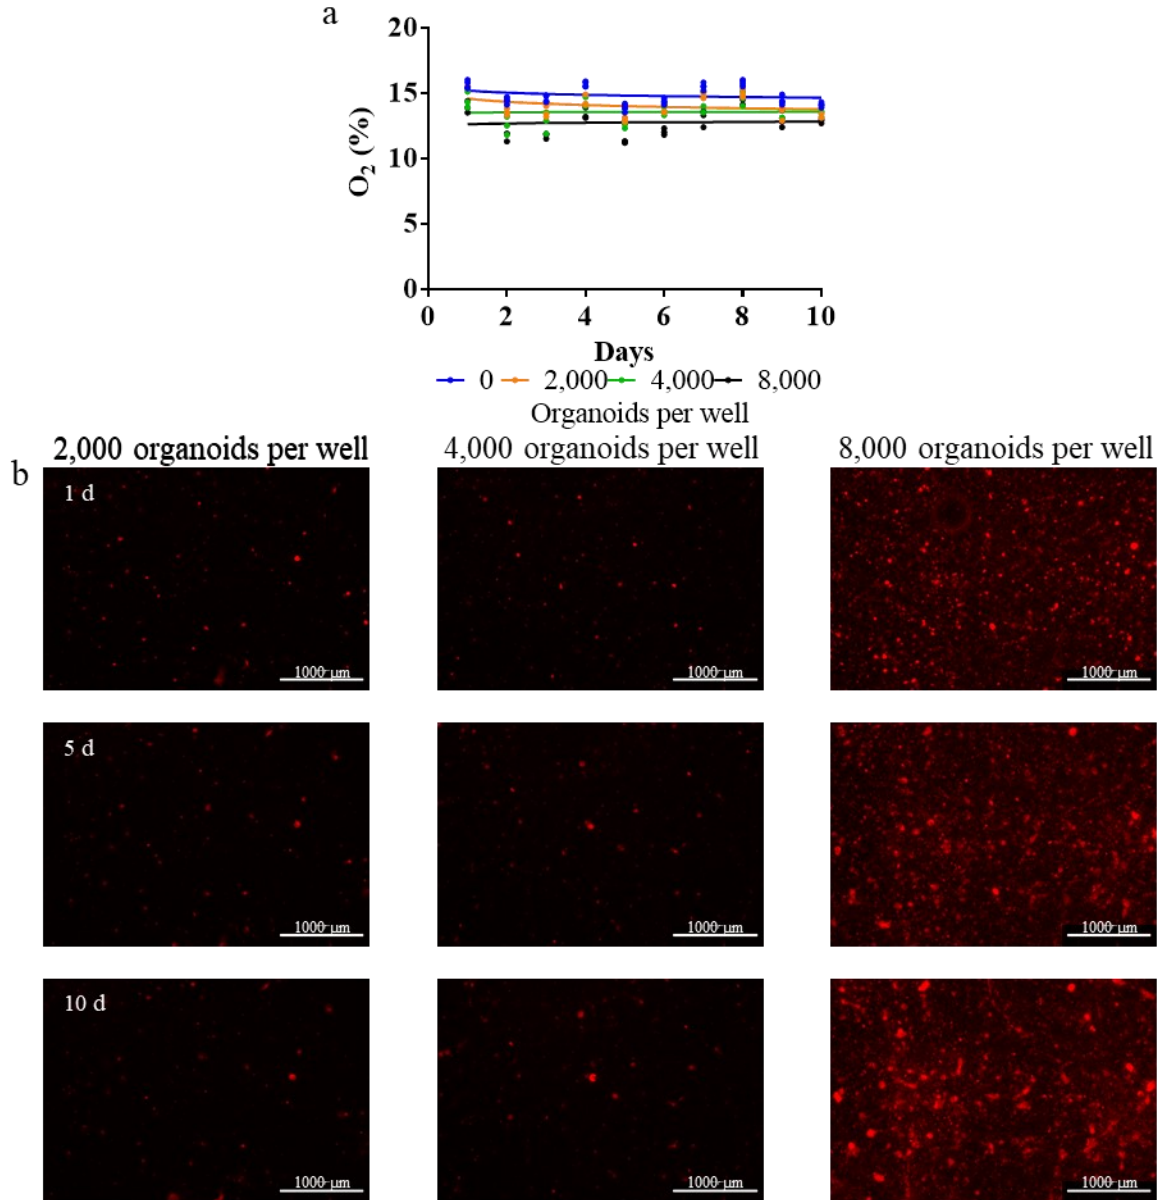 a
20
15
10
5
0
O2 (%)
0 2 4 6 8 10
Days
0 2,000 4,000 8,000
Organoids per well
b
2,000 organoids per well 4,000 organoids per well 8,000 organoids per well
1 d
1000 µm 1000 µm 1000 µm
5 d
1000 µm 1000 µm 1000 µm
10 d
1000 µm 1000 µm 1000 µm